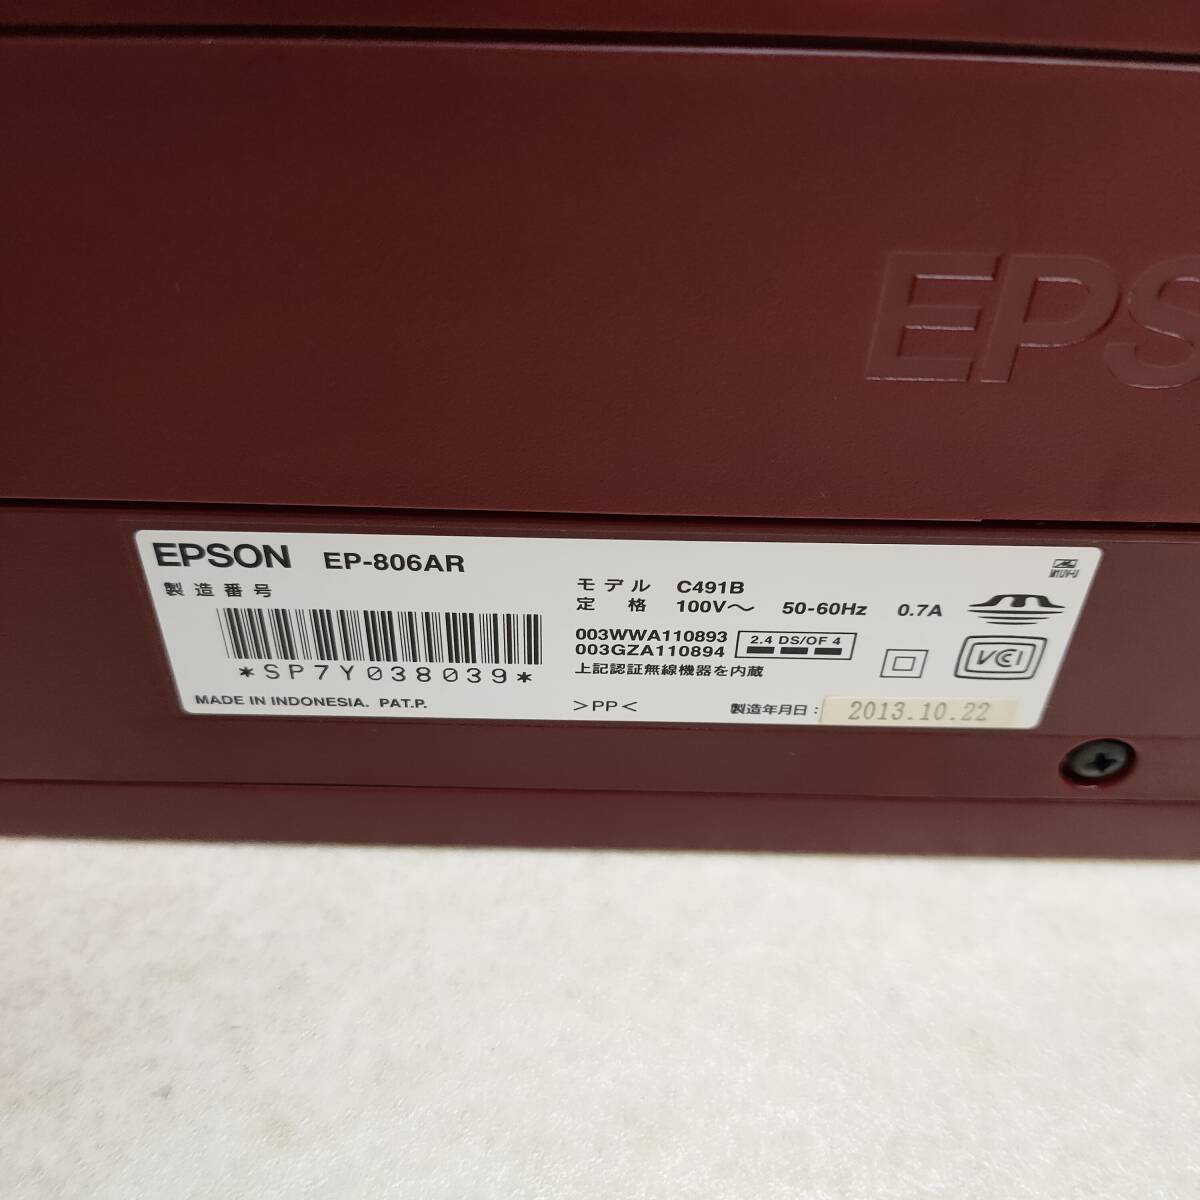 EPS
EPSON EP-806AR
製造番号
*SP7Y038039*
MADE IN INDONESIA. PAT.P.
モデル C491B
定格 100V～ 50-60Hz 0.7A
003WWA110893
003GZA110894
2.4 DS/OF 4
上記認証無線機器を内蔵
>PP<
製造年月日: 2013.10.22
M1UV-U
VCI